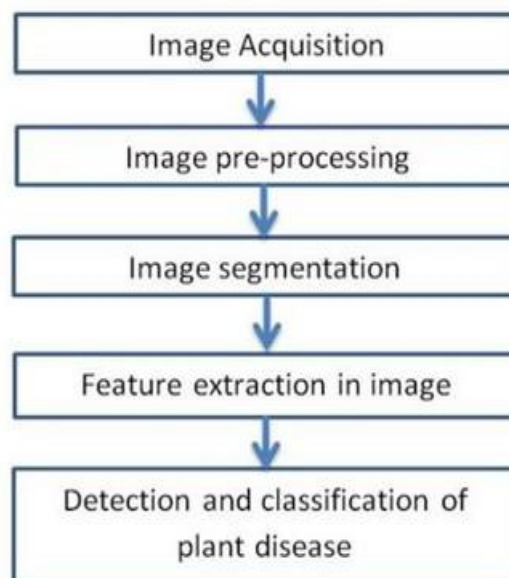 Image Acquisition
Image pre-processing
Image segmentation
Feature extraction in image
Detection and classification of
plant disease